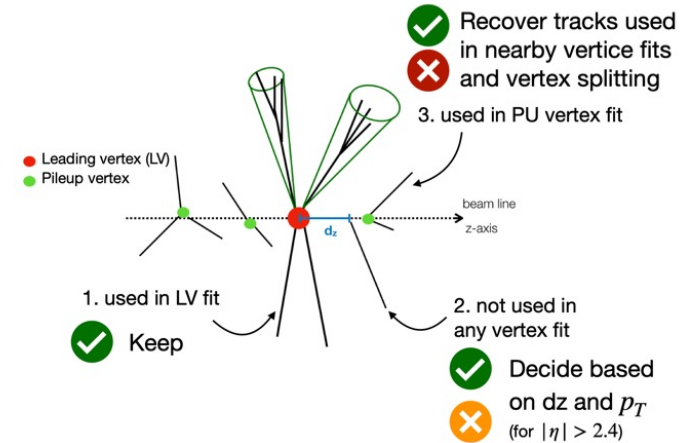 Recover tracks used
in nearby vertice fits
and vertex splitting
3. used in PU vertex fit
Leading vertex (LV)
Pileup vertex
beam line
z-axis
dz
1. used in LV fit
Keep
2. not used in
any vertex fit
Decide based
on dz and pT
(for |η| > 2.4)